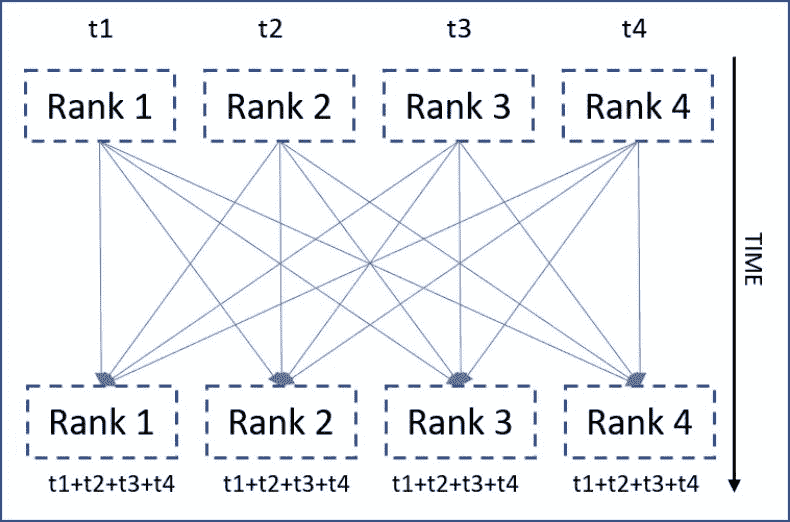 t1 t2 t3 t4
Rank 1 Rank 2 Rank 3 Rank 4
TIME
Rank 1 Rank 2 Rank 3 Rank 4
t1+t2+t3+t4 t1+t2+t3+t4 t1+t2+t3+t4 t1+t2+t3+t4